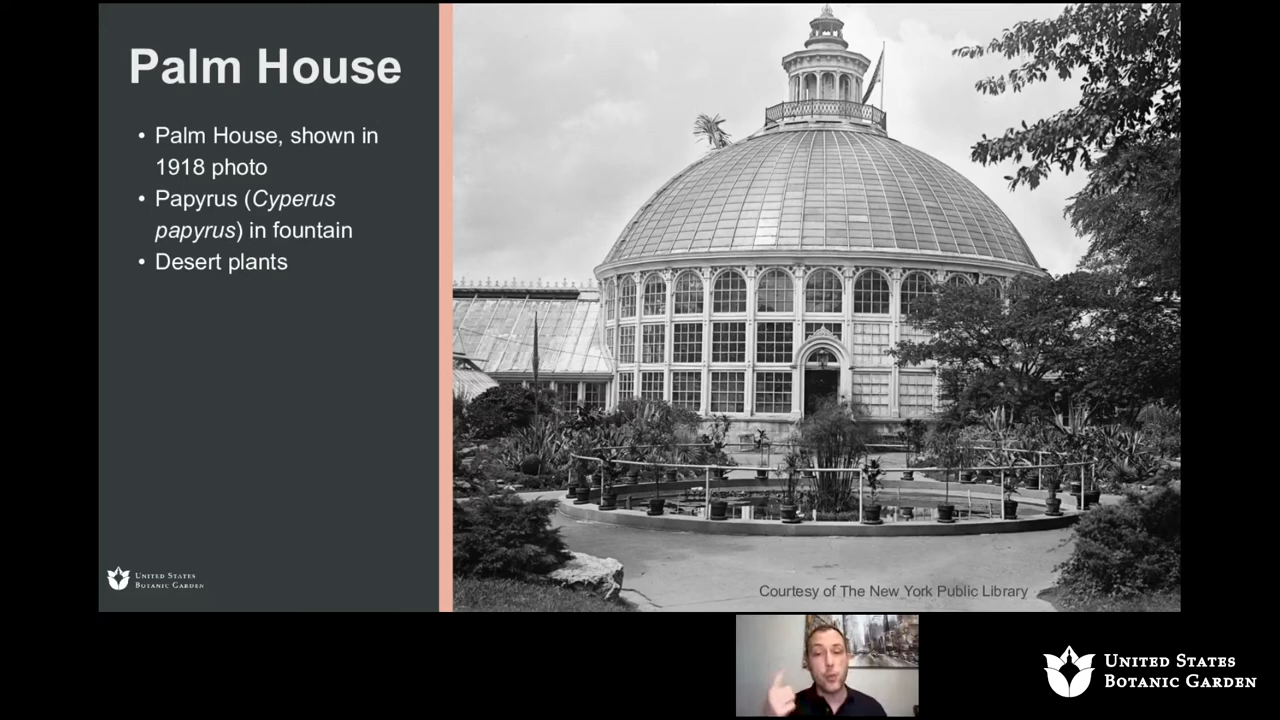 Palm House
• Palm House, shown in
1918 photo
• Papyrus (Cyperus
papyrus) in fountain
• Desert plants
United States
Botanic Garden
Courtesy of The New York Public Library
United States
Botanic Garden